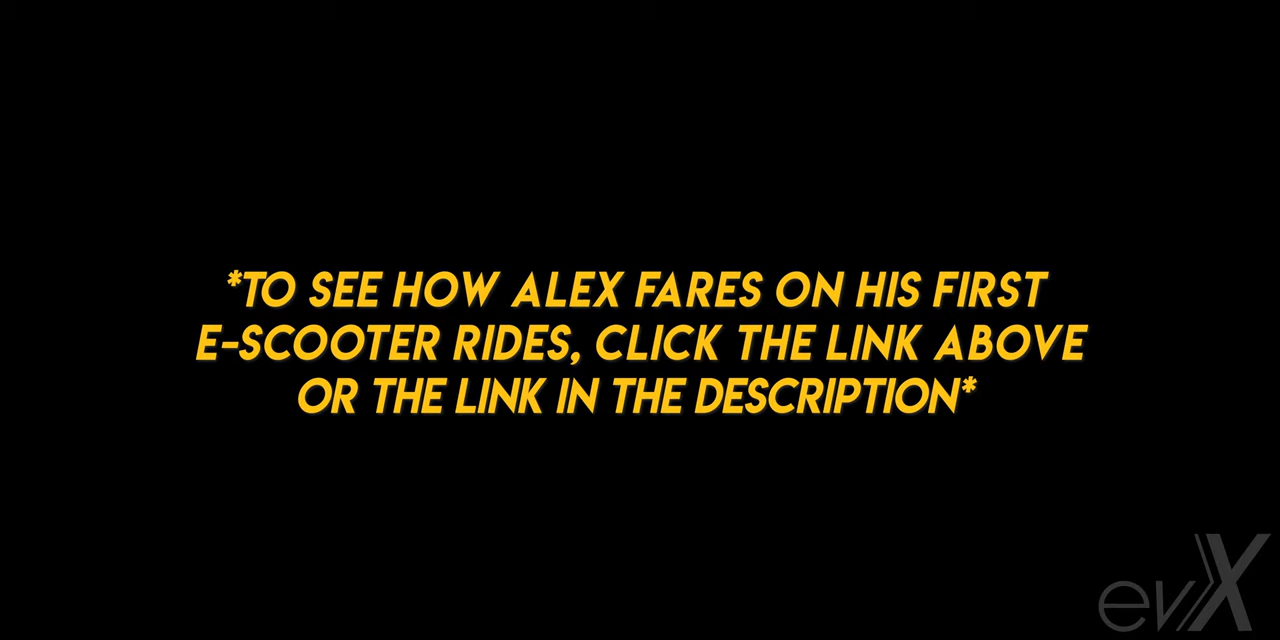 *TO SEE HOW ALEX FARES ON HIS FIRST
E-SCOOTER RIDES, CLICK THE LINK ABOVE
OR THE LINK IN THE DESCRIPTION*
evX